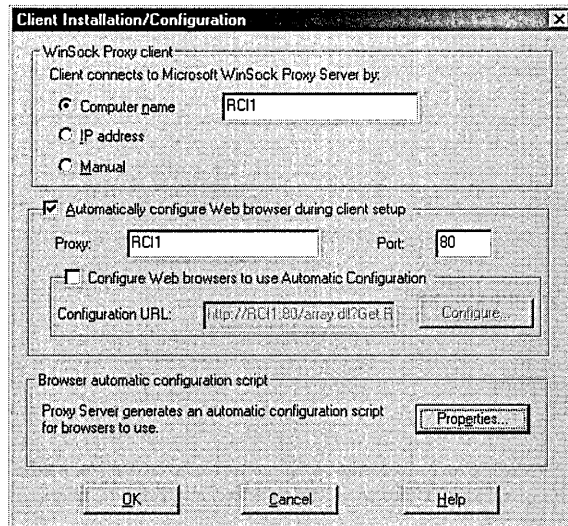 Client Installation/Configuration
WinSock Proxy client
Client connects to Microsoft WinSock Proxy Server by:
Computer name RCI1
IP address
Manual
Automatically configure Web browser during client setup
Proxy: RCI1 Port: 80
Configure Web browsers to use Automatic Configuration
Configuration URL: http://RCI1:80/array.dll?Get.R Configure...
Browser automatic configuration script
Proxy Server generates an automatic configuration script
for browsers to use.
Properties...
OK Cancel Help